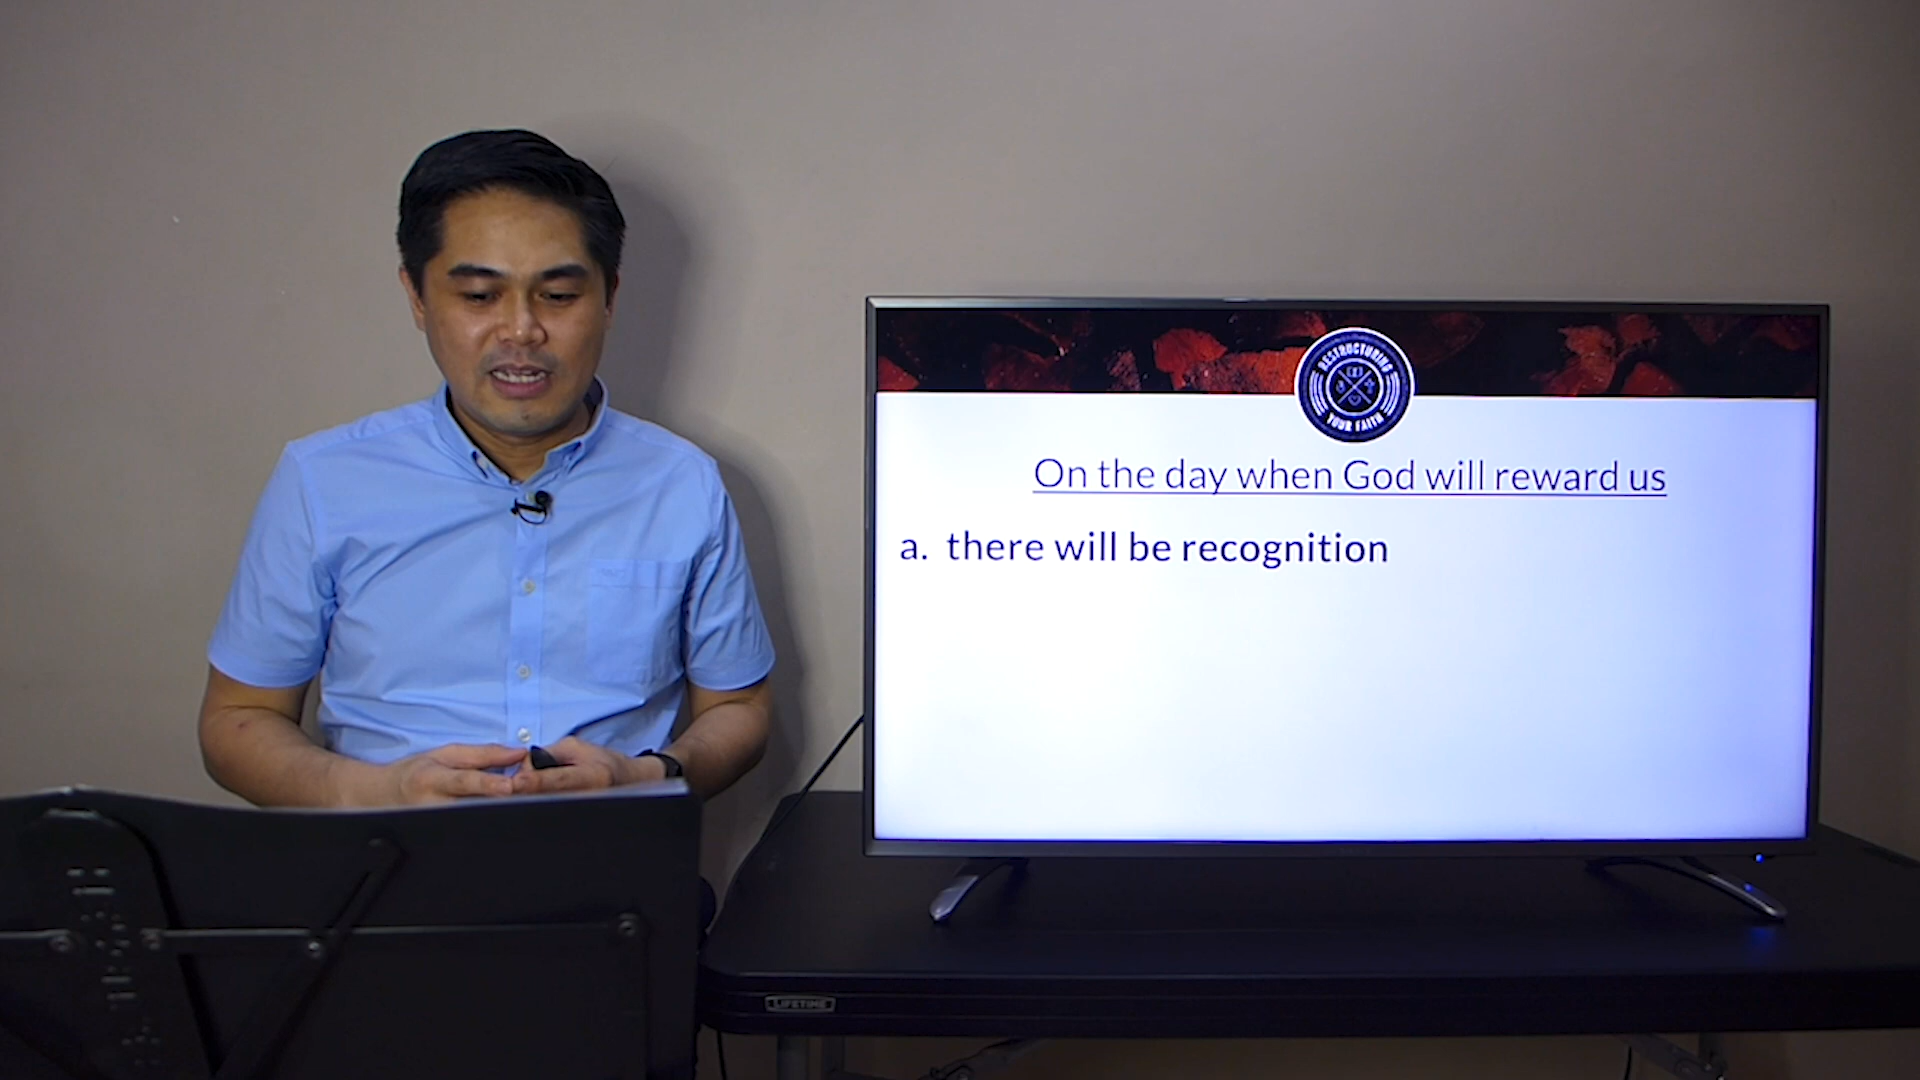 RESTRUCTURING
YOUR FAITH
On the day when God will reward us
a. there will be recognition
LIFETIME